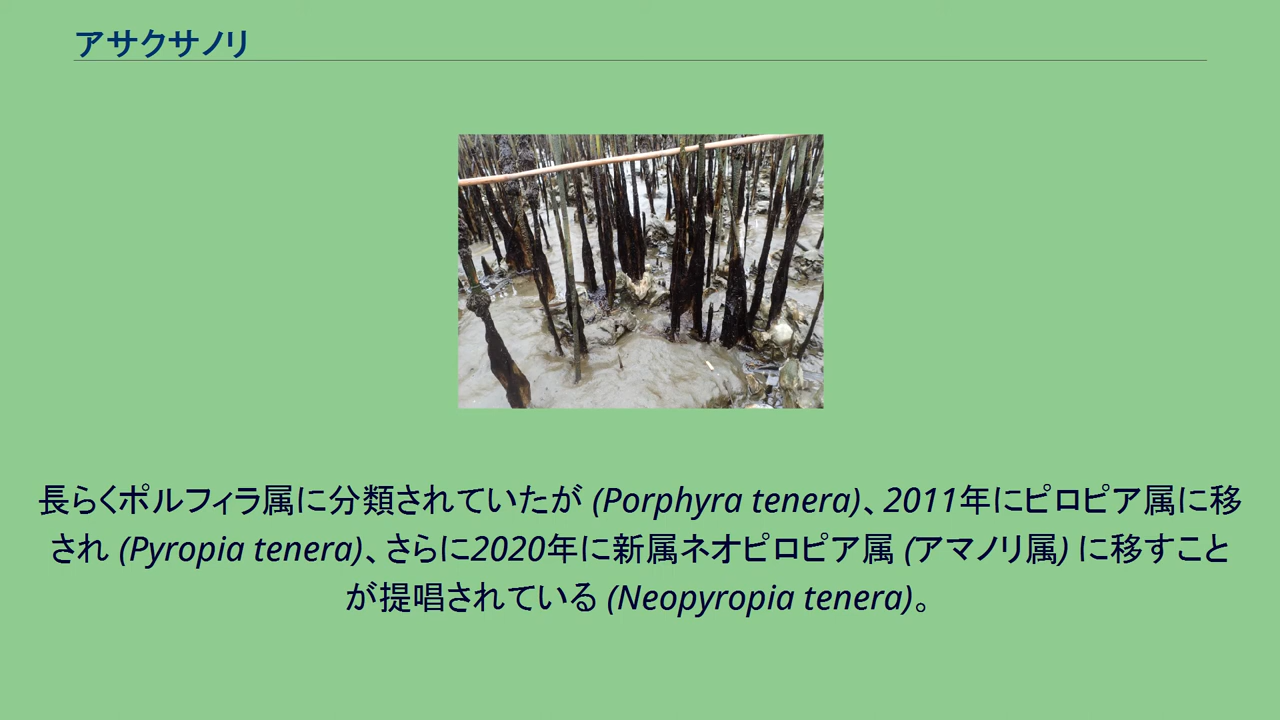 アサクサノリ
長らくポルフィラ属に分類されていたが (Porphyra tenera)、2011年にピロピア属に移
され (Pyropia tenera)、さらに2020年に新属ネオピロピア属 (アマノリ属) に移すこと
が提唱されている (Neopyropia tenera)。